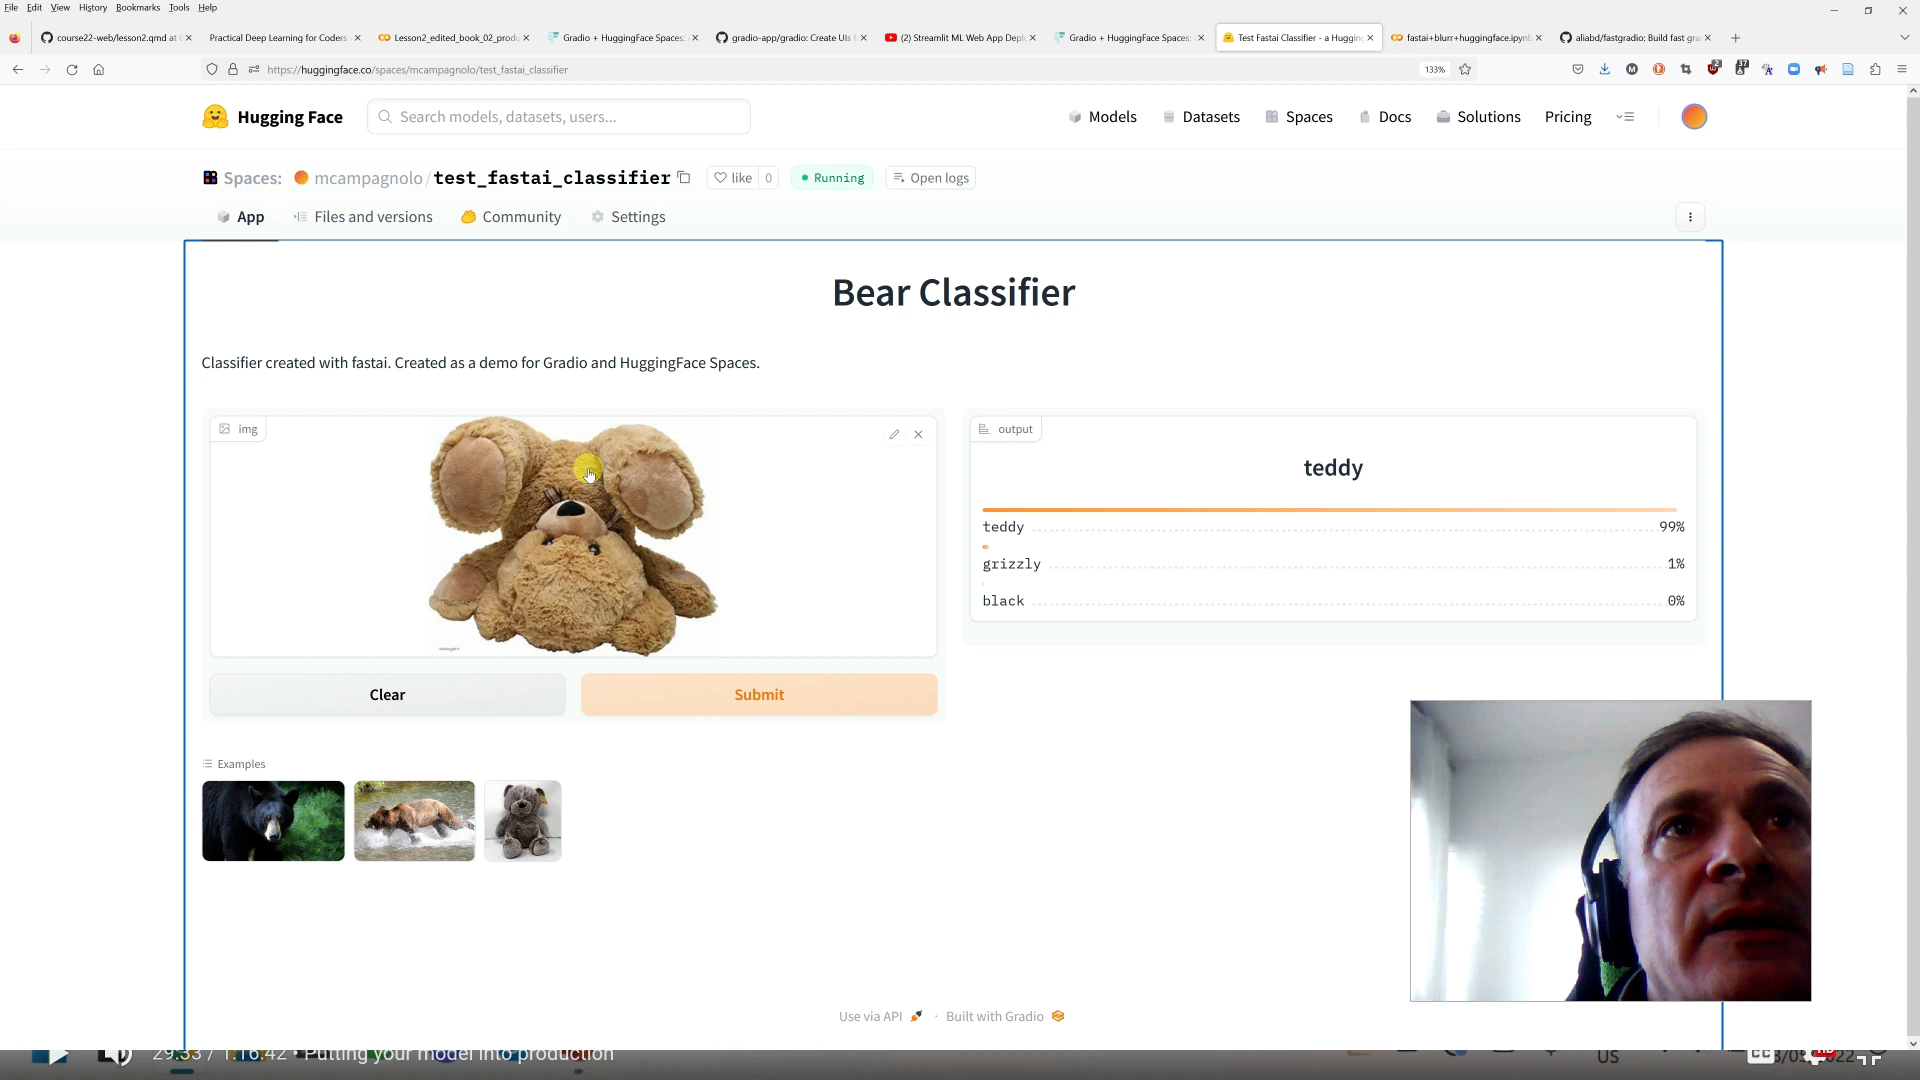 File Edit View History Bookmarks Tools Help
course22-web/lesson2.qmd at
Practical Deep Learning for Coders
Lesson2_edited_book_02_produ
Gradio + HuggingFace Spaces:
gradio-app/gradio: Create UIs f
(2) Streamlit ML Web App Depl
Gradio + HuggingFace Spaces:
Test Fastai Classifier - a Hugging
fastai+blurr+huggingface.ipynb
aliabd/fastgradio: Build fast gra
https://huggingface.co/spaces/mcampagnolo/test_fastai_classifier
133%
Hugging Face
Search models, datasets, users...
Models Datasets Spaces Docs Solutions Pricing
Spaces: mcampagnolo/test_fastai_classifier like 0 Running Open logs
App Files and versions Community Settings
Bear Classifier
Classifier created with fastai. Created as a demo for Gradio and HuggingFace Spaces.
img
output
teddy
teddy 99%
grizzly 1%
black 0%
Clear Submit
Examples
Use via API · Built with Gradio
29:33 / 1:16:42 • Putting your model into production
US